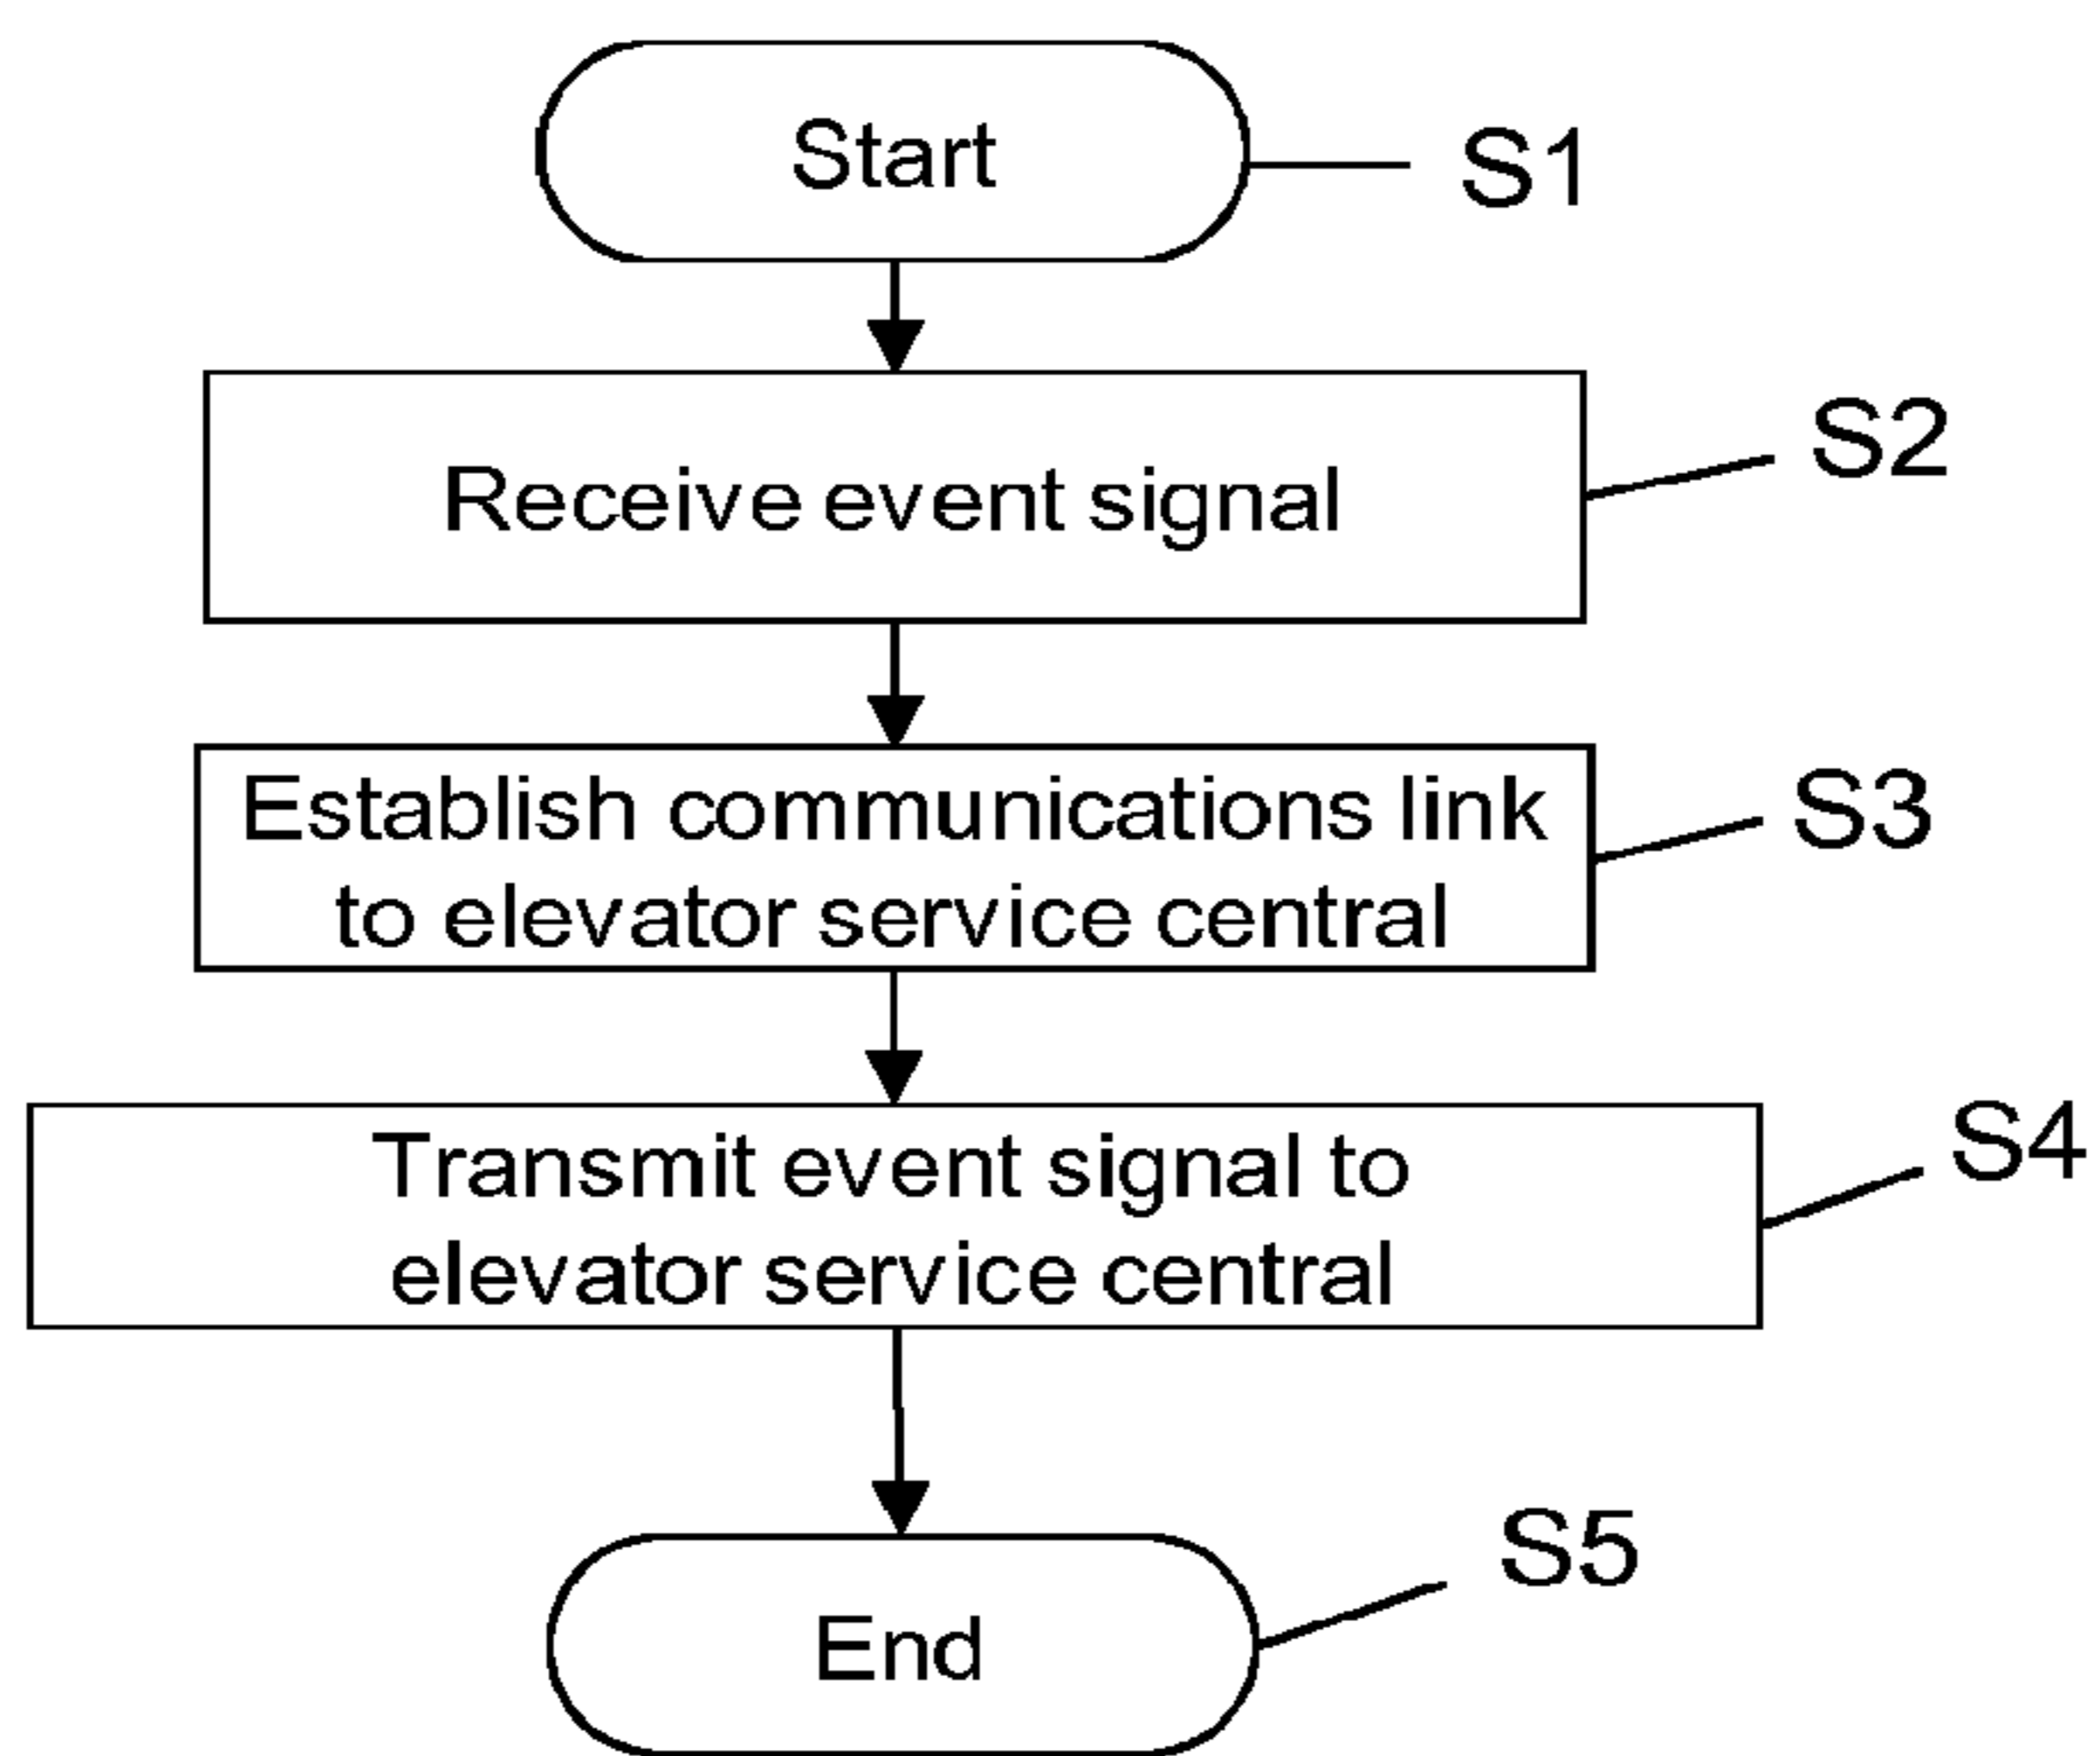 Start
S1
Receive event signal
S2
Establish communications link
to elevator service central
S3
Transmit event signal to
elevator service central
S4
End
S5